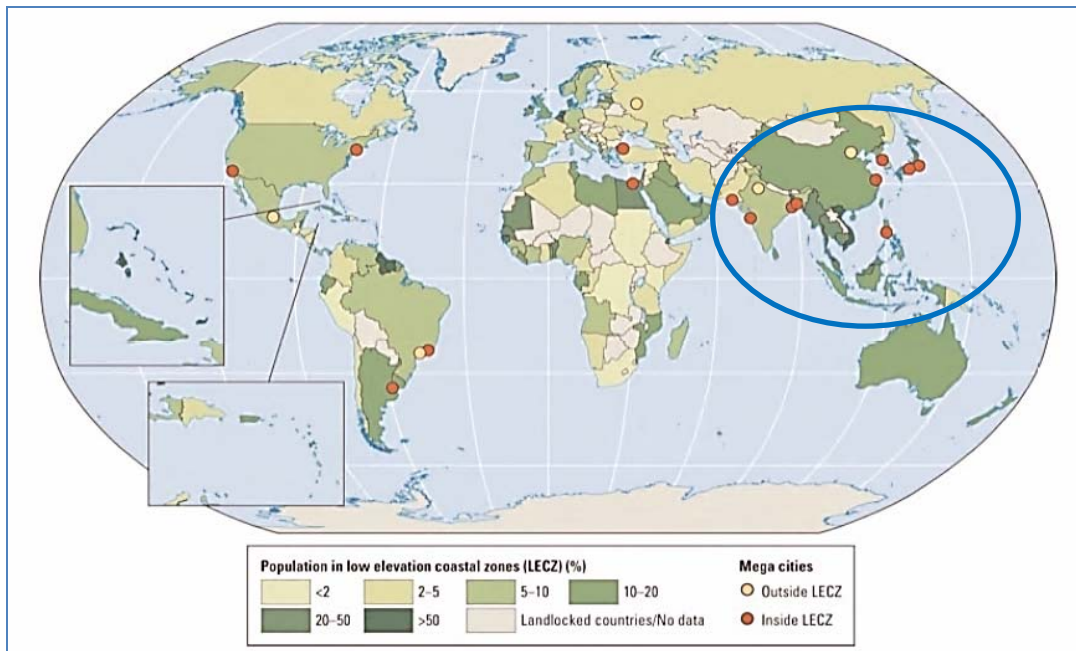 Population in low elevation coastal zones (LECZ) (%)
<2
2–5
5–10
10–20
20–50
>50
Landlocked countries/No data
Mega cities
Outside LECZ
Inside LECZ